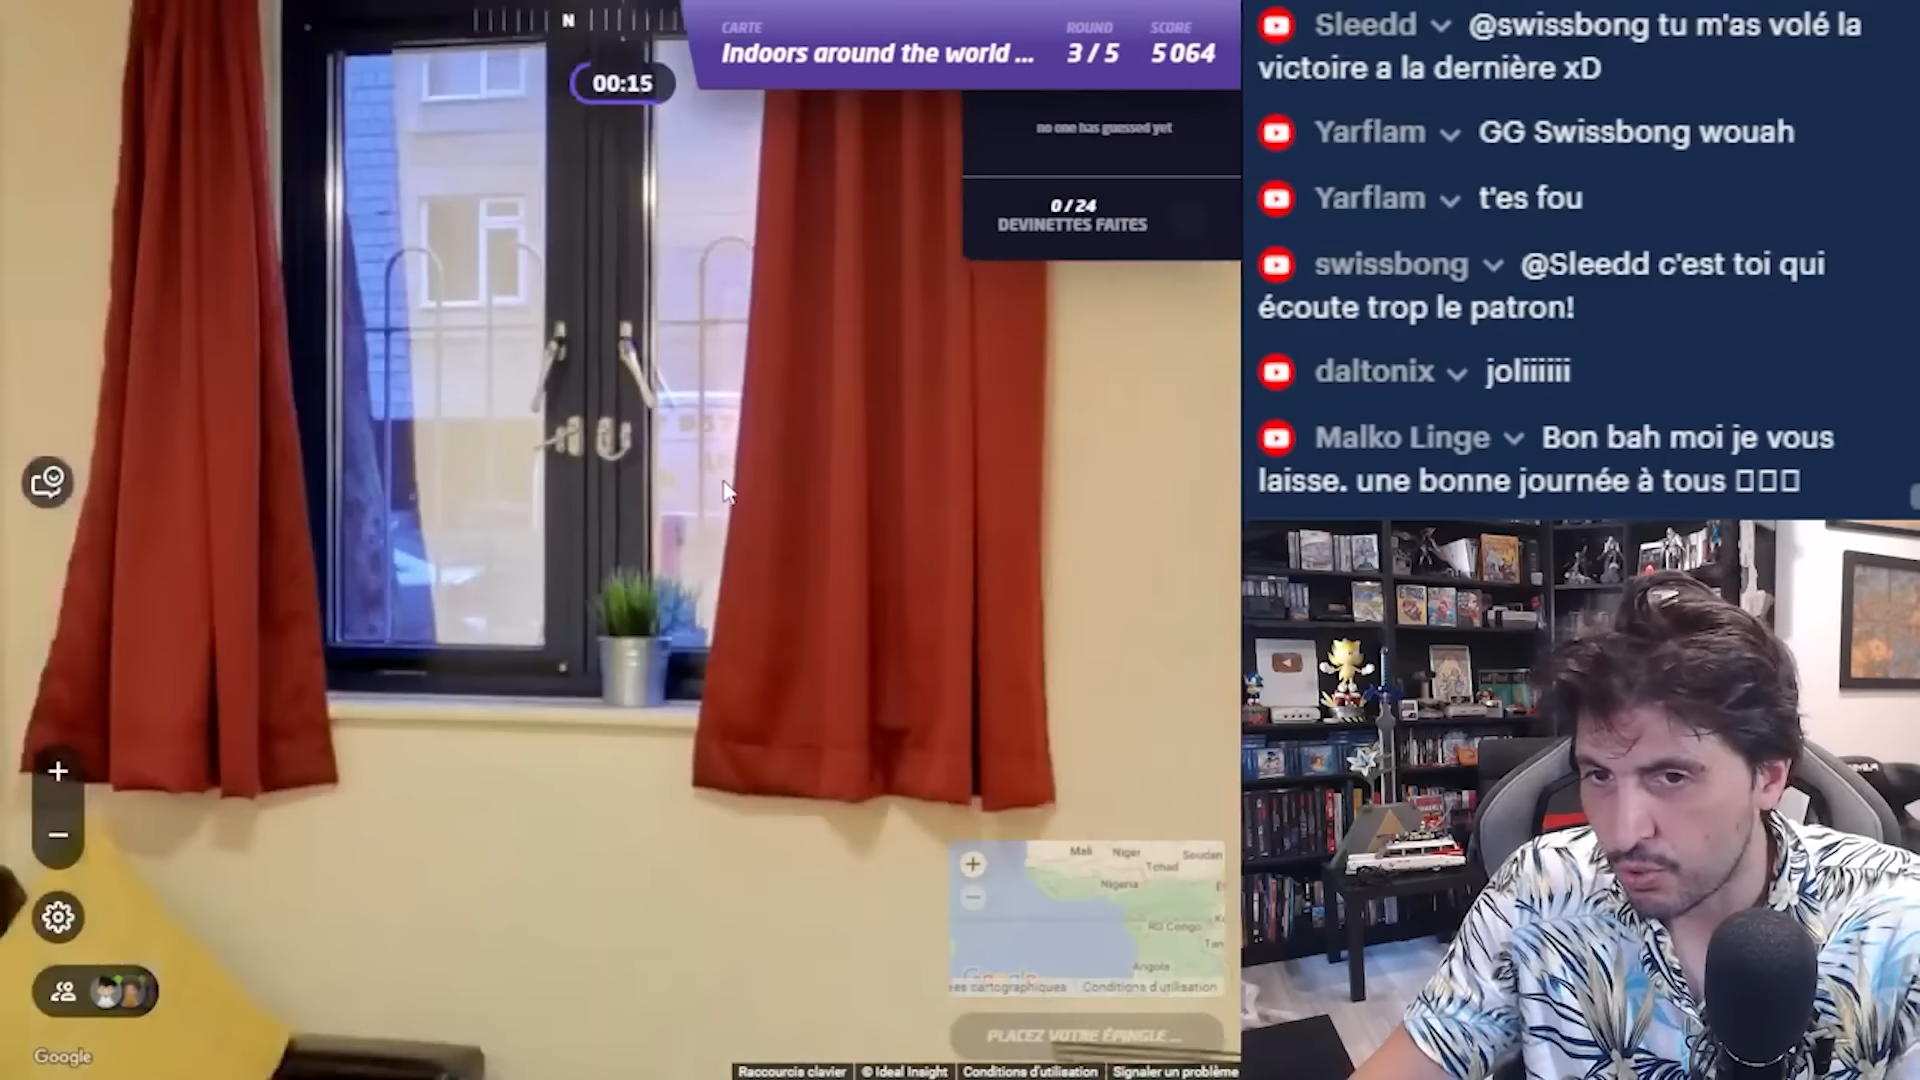 N
00:15
CARTE
Indoors around the world ...
ROUND
3 / 5
SCORE
5 064
no one has guessed yet
0 / 24
DEVINETTES FAITES
Mali
Niger
Tchad
Soudan
Nigeria
RD Congo
Angola
Google
Conditions d'utilisation
PLACEZ VOTRE ÉPINGLE ...
Google
Raccourcis clavier
© Ideal Insight
Conditions d'utilisation
Signaler un problème
Sleedd @swissbong tu m'as volé la
victoire a la dernière xD
Yarflam GG Swissbong wouah
Yarflam t'es fou
swissbong @Sleedd c'est toi qui
écoute trop le patron!
daltonix joliiiiiii
Malko Linge Bon bah moi je vous
laisse. une bonne journée à tous